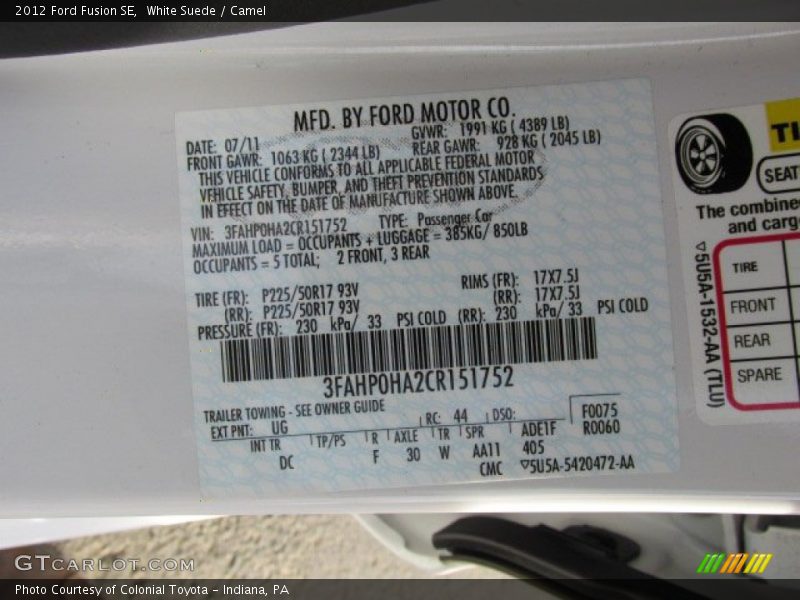 2012 Ford Fusion SE, White Suede / Camel
MFD. BY FORD MOTOR CO.
DATE: 07/11 GVWR: 1991 KG ( 4389 LB)
FRONT GAWR: 1063 KG ( 2344 LB) REAR GAWR: 928 KG ( 2045 LB)
THIS VEHICLE CONFORMS TO ALL APPLICABLE FEDERAL MOTOR
VEHICLE SAFETY, BUMPER, AND THEFT PREVENTION STANDARDS
IN EFFECT ON THE DATE OF MANUFACTURE SHOWN ABOVE.
VIN: 3FAHP0HA2CR151752 TYPE: Passenger Car
MAXIMUM LOAD = OCCUPANTS + LUGGAGE = 385KG/ 850LB
OCCUPANTS = 5 TOTAL; 2 FRONT, 3 REAR
TIRE (FR): P225/50R17 93V RIMS (FR): 17X7.5J
(RR): P225/50R17 93V (RR): 17X7.5J
PRESSURE (FR): 230 kPa/ 33 PSI COLD (RR): 230 kPa/ 33 PSI COLD
3FAHP0HA2CR151752
TRAILER TOWING - SEE OWNER GUIDE
EXT PNT: UG RC: 44 DSO: F0075
R0060
INT TR TP/PS R AXLE TR SPR ADE1F
DC F 30 W AA11 405
CMC ▽5U5A-5420472-AA
TI
SEAT
The combine
and carg
TIRE
FRONT
REAR
SPARE
▽5U5A-1532-AA (TLU)
GTCARLOT.COM
Photo Courtesy of Colonial Toyota - Indiana, PA